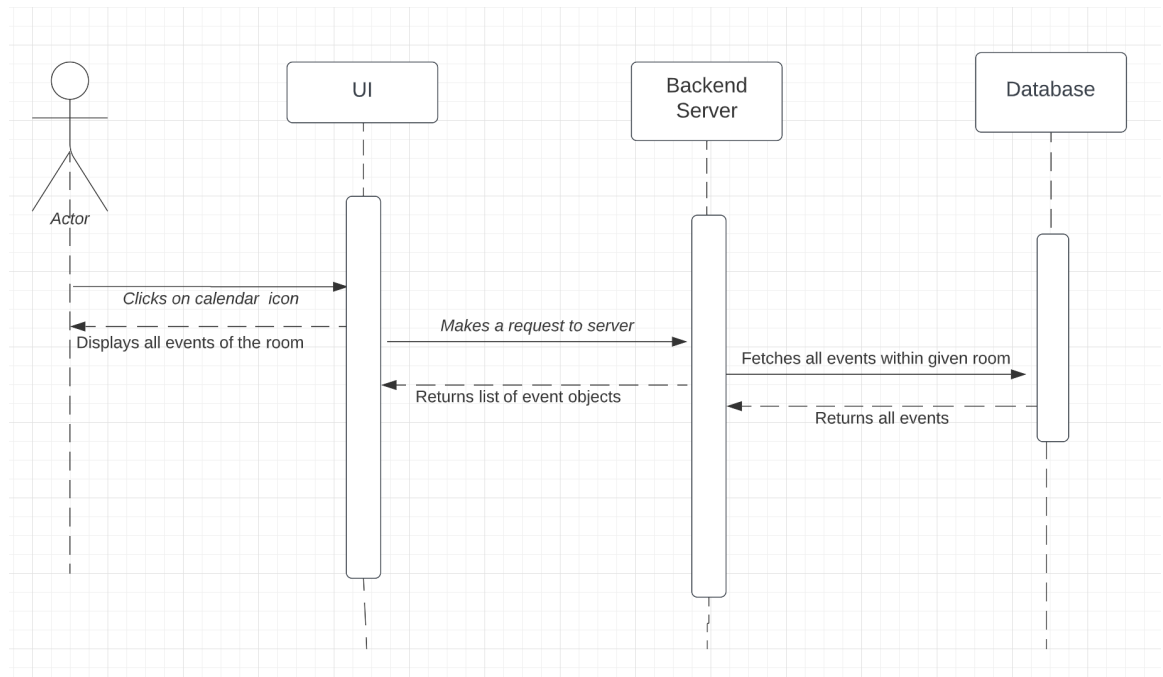 UI
Backend
Server
Database
Actor
Clicks on calendar  icon
Displays all events of the room
Makes a request to server
Fetches all events within given room
Returns list of event objects
Returns all events